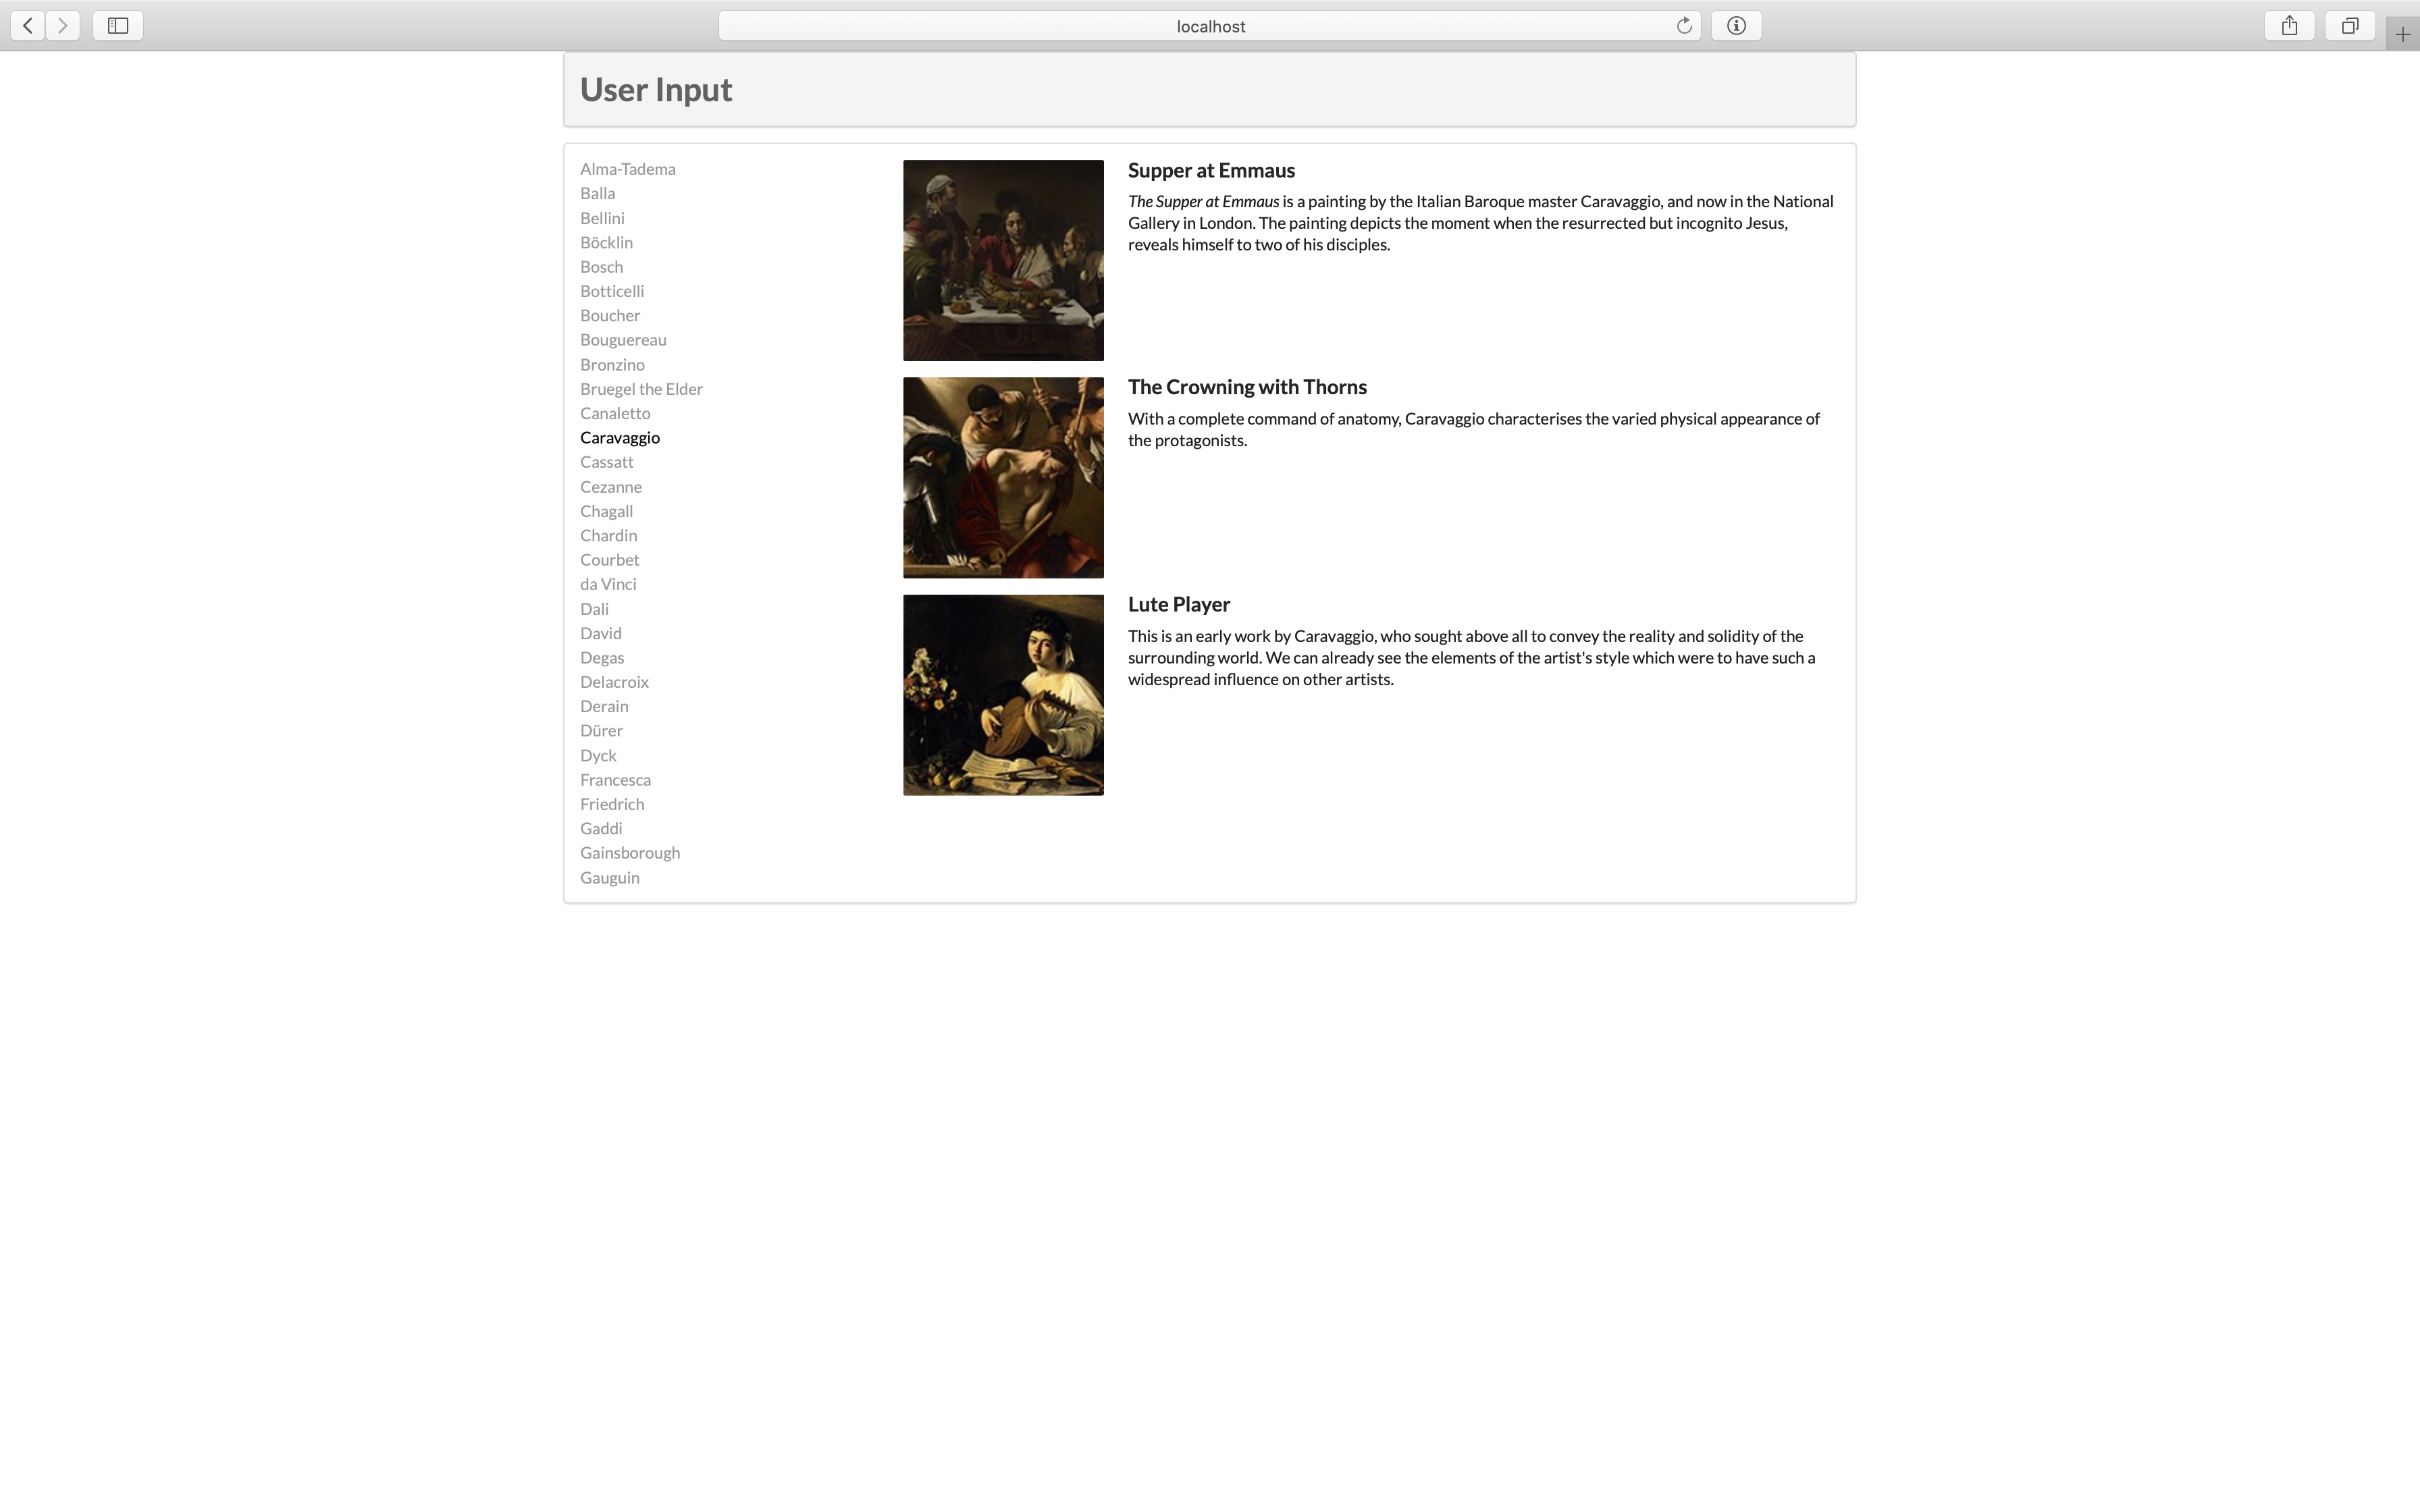 localhost
User Input
Alma-Tadema
Balla
Bellini
Böcklin
Bosch
Botticelli
Boucher
Bouguereau
Bronzino
Bruegel the Elder
Canaletto
Caravaggio
Cassatt
Cezanne
Chagall
Chardin
Courbet
da Vinci
Dali
David
Degas
Delacroix
Derain
Dürer
Dyck
Francesca
Friedrich
Gaddi
Gainsborough
Gauguin
Supper at Emmaus
The Supper at Emmaus is a painting by the Italian Baroque master Caravaggio, and now in the National
Gallery in London. The painting depicts the moment when the resurrected but incognito Jesus,
reveals himself to two of his disciples.
The Crowning with Thorns
With a complete command of anatomy, Caravaggio characterises the varied physical appearance of
the protagonists.
Lute Player
This is an early work by Caravaggio, who sought above all to convey the reality and solidity of the
surrounding world. We can already see the elements of the artist's style which were to have such a
widespread influence on other artists.